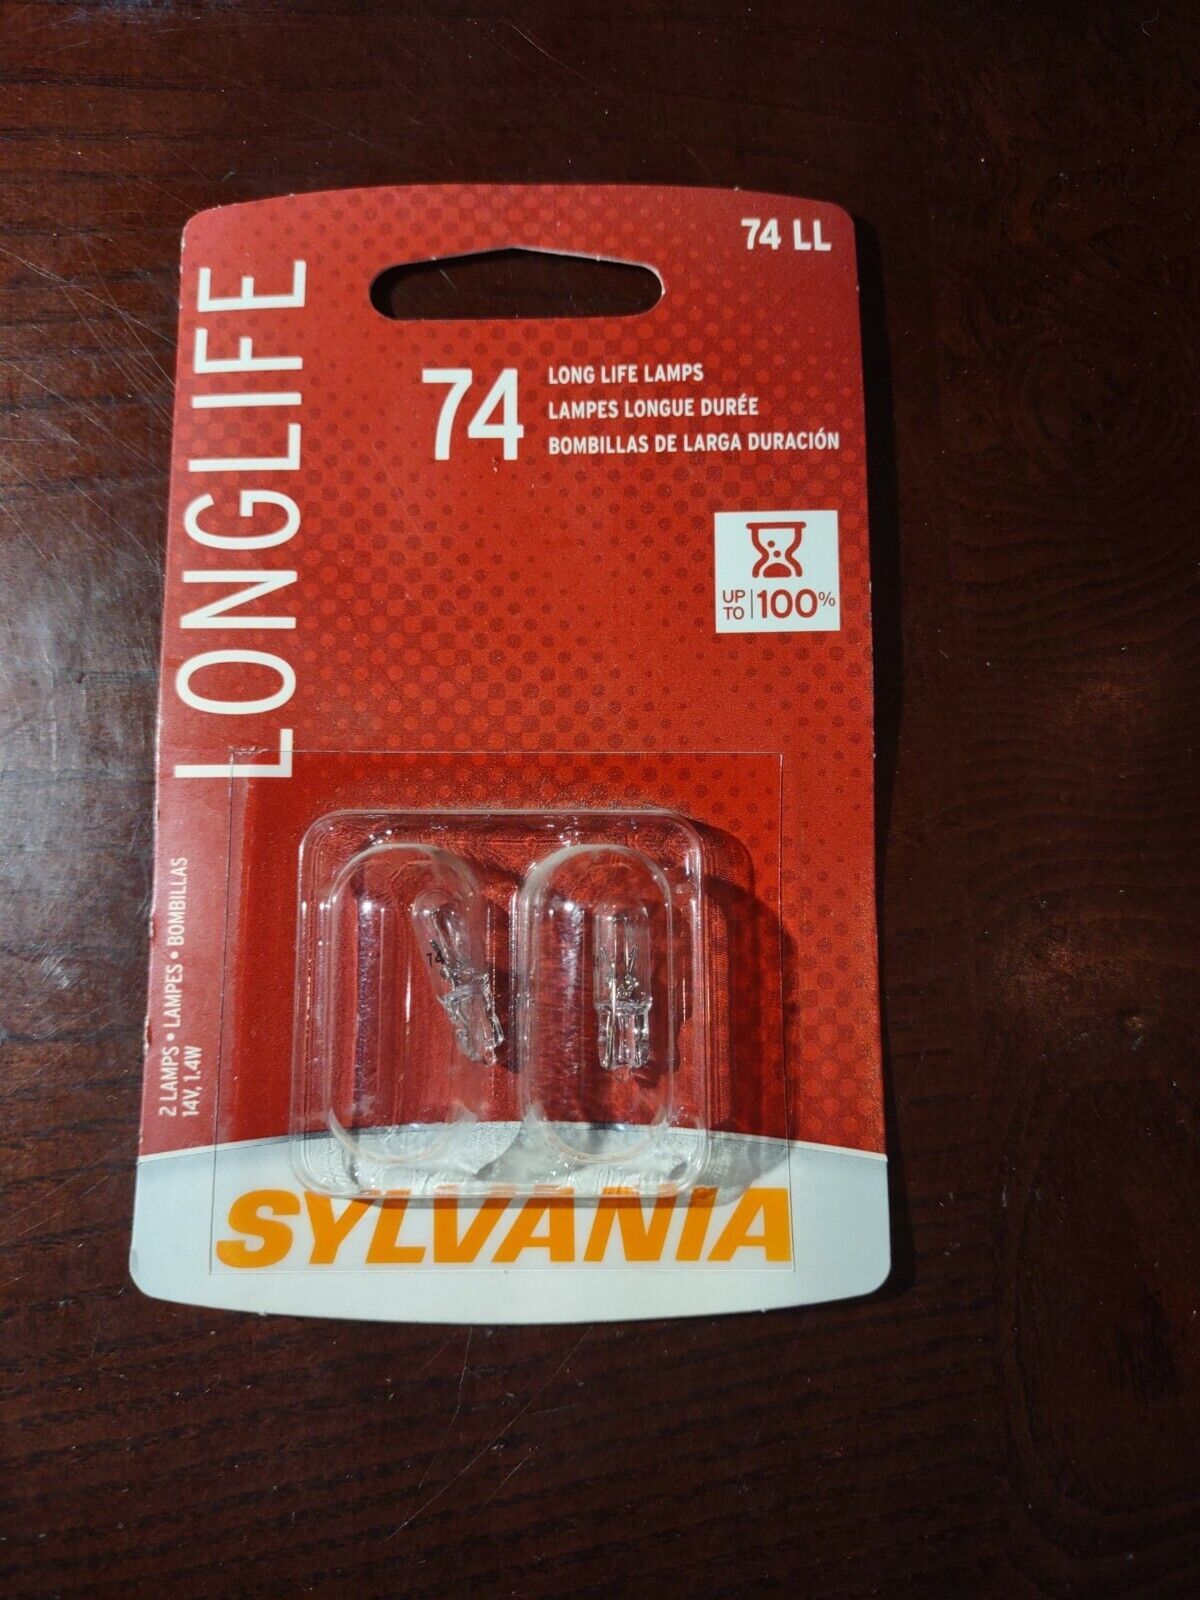 74 LL
LONGLIFE
74
LONG LIFE LAMPS
LAMPES LONGUE DURÉE
BOMBILLAS DE LARGA DURACIÓN
UP TO 100%
2 LAMPS • LAMPES • BOMBILLAS
14V, 1.4W
74
SYLVANIA